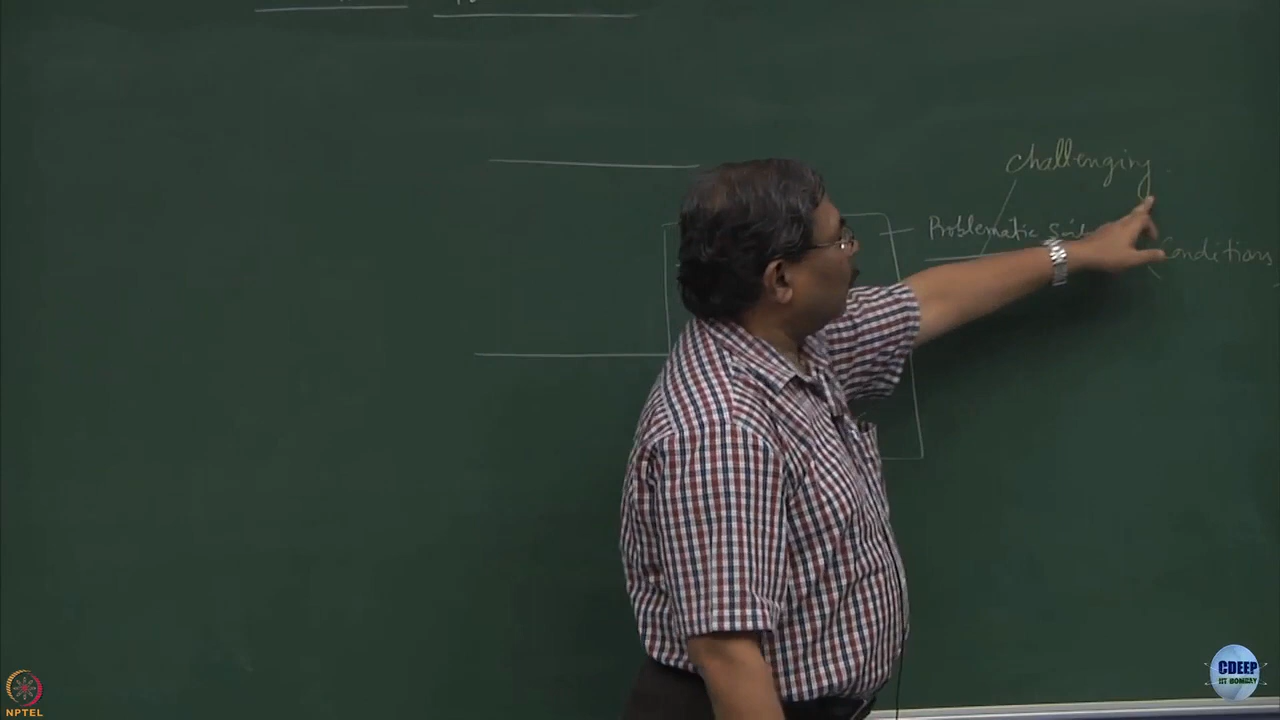 challenging
Problematic
Conditions
NPTEL
CDEEP
IIT BOMBAY